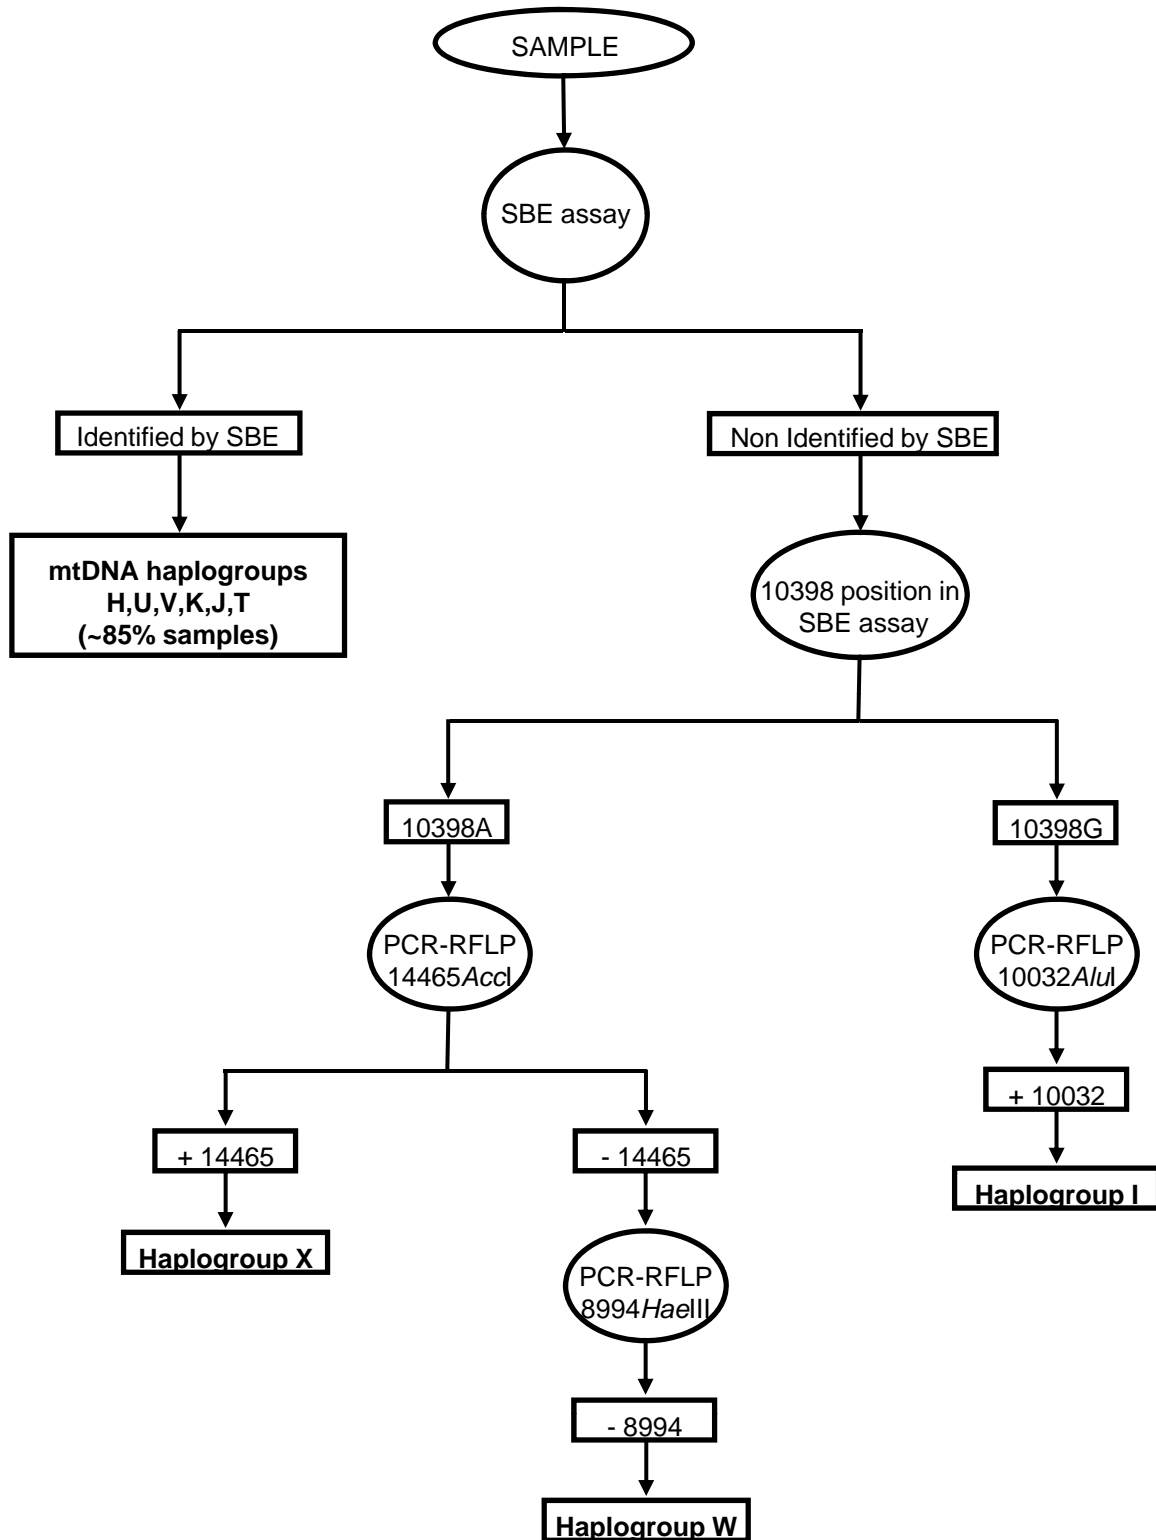 SAMPLE
SBE assay
Identified by SBE
Non Identified by SBE
mtDNA haplogroups
H,U,V,K,J,T
(~85% samples)
10398 position in
SBE assay
10398A
10398G
PCR-RFLP
14465AccI
PCR-RFLP
10032AluI
+ 10032
+ 14465
- 14465
Haplogroup I
Haplogroup X
PCR-RFLP
8994HaeIII
- 8994
Haplogroup W